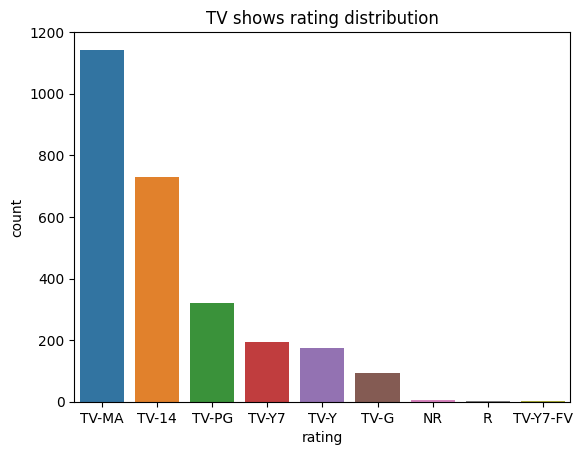 TV shows rating distribution
1200
1000
800
600
400
200
0
count
TV-MA TV-14 TV-PG TV-Y7 TV-Y TV-G NR R TV-Y7-FV
rating